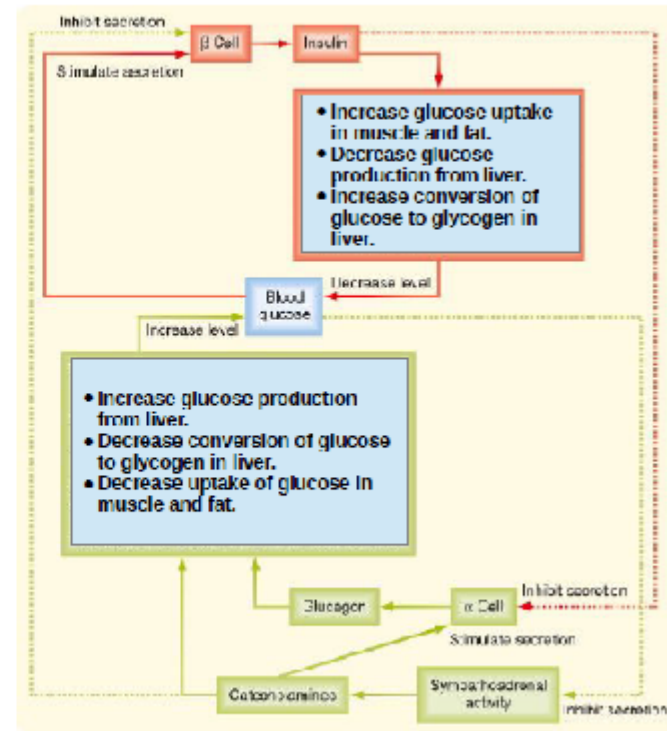 Inhibit secretion
β Cell
Insulin
Stimulate secretion
• Increase glucose uptake
in muscle and fat.
• Decrease glucose
production from liver.
• Increase conversion of
glucose to glycogen in
liver.
Decrease level
Blood
glucose
Increase level
• Increase glucose production
from liver.
• Decrease conversion of glucose
to glycogen in liver.
• Decrease uptake of glucose in
muscle and fat.
Inhibit secretion
Glucagon
α Cell
Stimulate secretion
Catecholamines
Sympathoadrenal
activity
Inhibit secretion